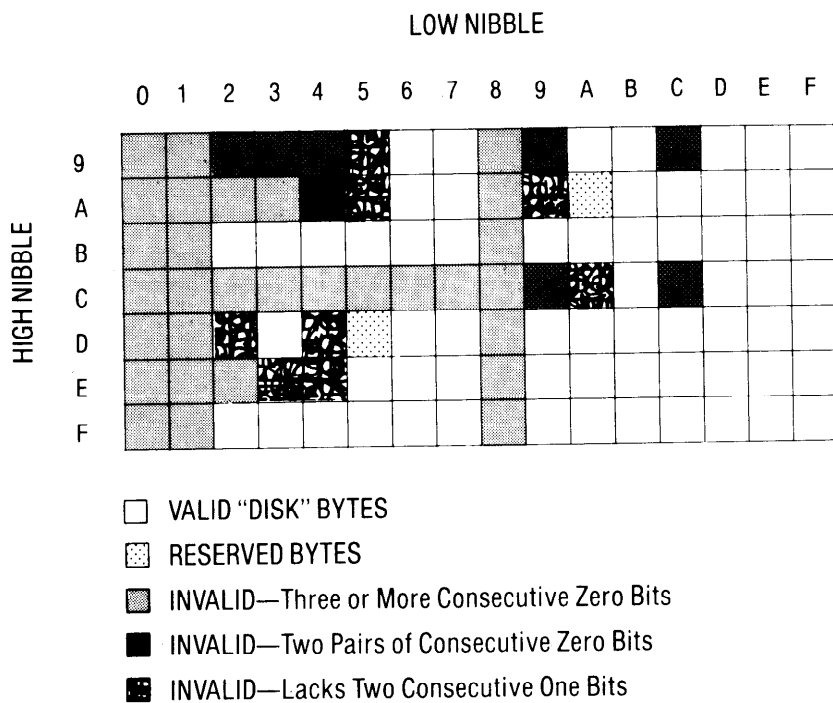 LOW NIBBLE
0 1 2 3 4 5 6 7 8 9 A B C D E F
HIGH NIBBLE
9
A
B
C
D
E
F
VALID “DISK” BYTES
RESERVED BYTES
INVALID—Three or More Consecutive Zero Bits
INVALID—Two Pairs of Consecutive Zero Bits
INVALID—Lacks Two Consecutive One Bits